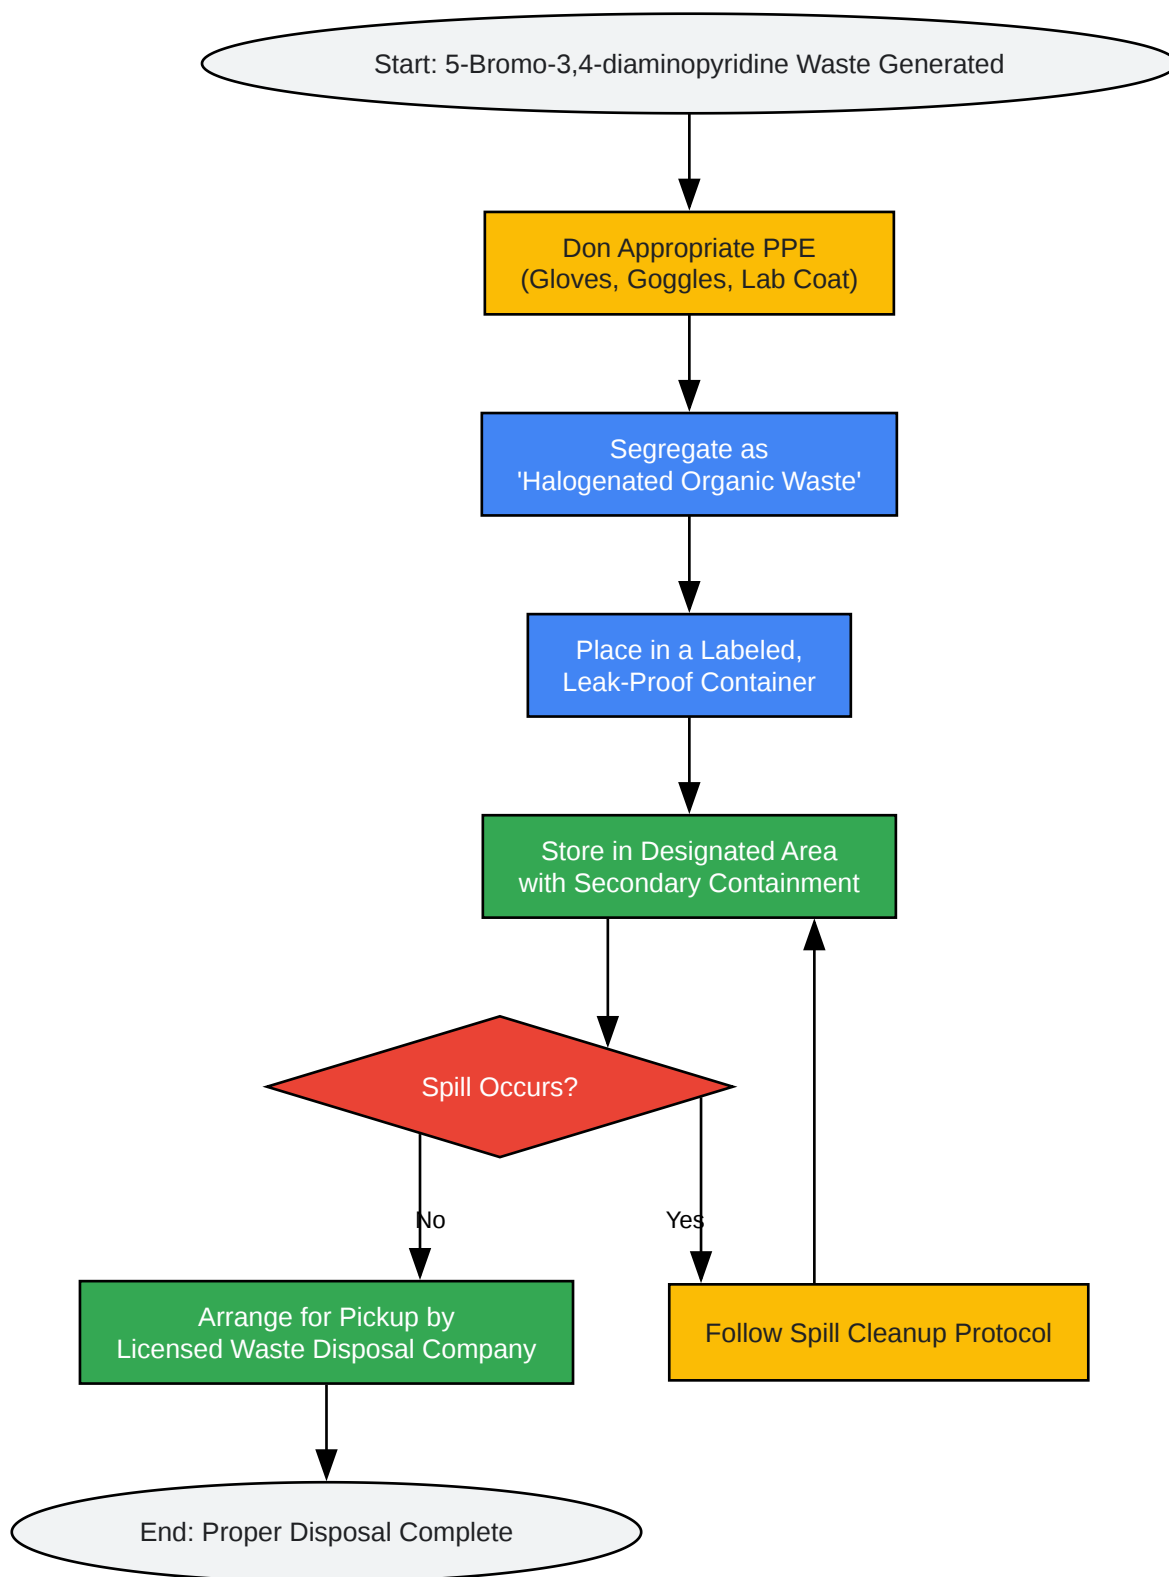 Start: 5-Bromo-3,4-diaminopyridine Waste Generated
Don Appropriate PPE
(Gloves, Goggles, Lab Coat)
Segregate as
'Halogenated Organic Waste'
Place in a Labeled,
Leak-Proof Container
Store in Designated Area
with Secondary Containment
Spill Occurs?
No
Yes
Arrange for Pickup by
Licensed Waste Disposal Company
Follow Spill Cleanup Protocol
End: Proper Disposal Complete